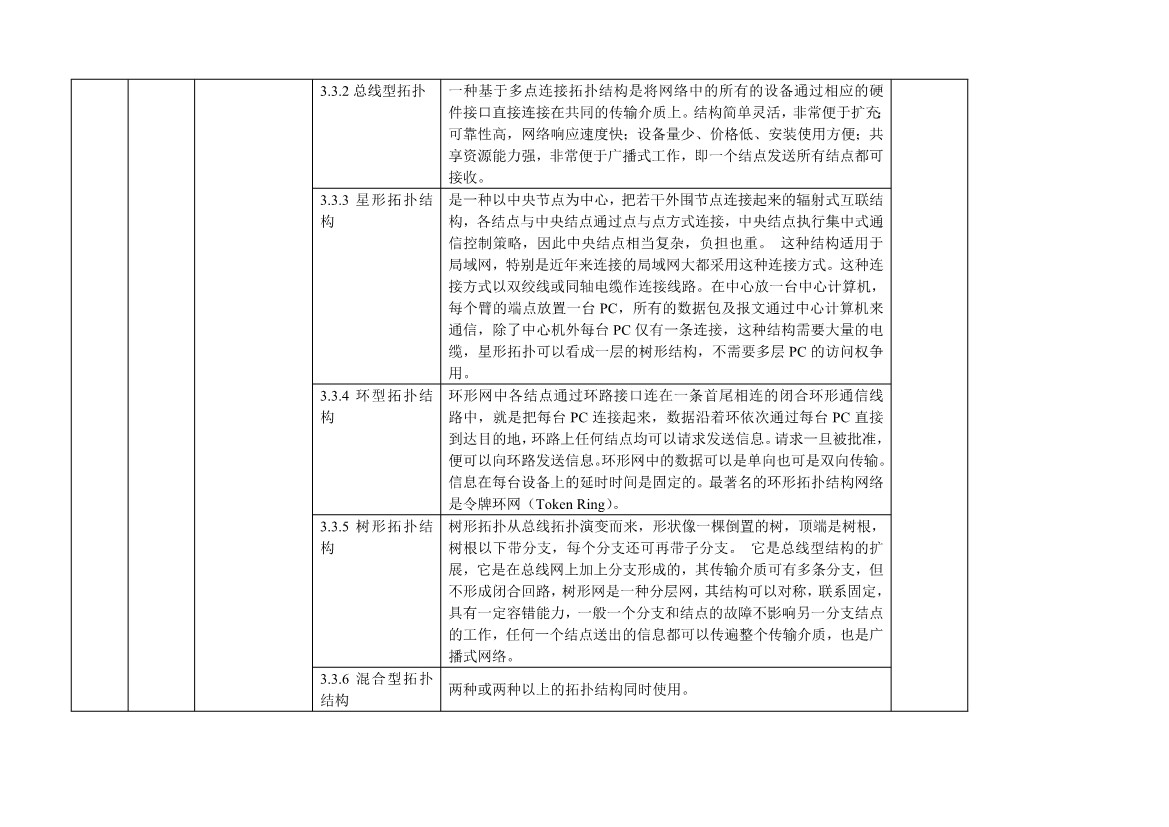 3.3.2 总线型拓扑
一种基于多点连接拓扑结构是将网络中的所有的设备通过相应的硬
件接口直接连接在共同的传输介质上。结构简单灵活，非常便于扩充;
可靠性高，网络响应速度快；设备量少、价格低、安装使用方便；共
享资源能力强，非常便于广播式工作，即一个结点发送所有结点都可
接收。
3.3.3 星形拓扑结
构
是一种以中央节点为中心，把若干外围节点连接起来的辐射式互联结
构，各结点与中央结点通过点与点方式连接，中央结点执行集中式通
信控制策略，因此中央结点相当复杂，负担也重。 这种结构适用于
局域网，特别是近年来连接的局域网大都采用这种连接方式。这种连
接方式以双绞线或同轴电缆作连接线路。在中心放一台中心计算机，
每个臂的端点放置一台 PC，所有的数据包及报文通过中心计算机来
通信，除了中心机外每台 PC 仅有一条连接，这种结构需要大量的电
缆，星形拓扑可以看成一层的树形结构，不需要多层 PC 的访问权争
用。
3.3.4 环型拓扑结
构
环形网中各结点通过环路接口连在一条首尾相连的闭合环形通信线
路中，就是把每台 PC 连接起来，数据沿着环依次通过每台 PC 直接
到达目的地，环路上任何结点均可以请求发送信息。请求一旦被批准，
便可以向环路发送信息。环形网中的数据可以是单向也可是双向传输。
信息在每台设备上的延时时间是固定的。最著名的环形拓扑结构网络
是令牌环网（Token Ring）。
3.3.5 树形拓扑结
构
树形拓扑从总线拓扑演变而来，形状像一棵倒置的树，顶端是树根，
树根以下带分支，每个分支还可再带子分支。 它是总线型结构的扩
展，它是在总线网上加上分支形成的，其传输介质可有多条分支，但
不形成闭合回路，树形网是一种分层网，其结构可以对称，联系固定，
具有一定容错能力，一般一个分支和结点的故障不影响另一分支结点
的工作，任何一个结点送出的信息都可以传遍整个传输介质，也是广
播式网络。
3.3.6 混合型拓扑
结构
两种或两种以上的拓扑结构同时使用。